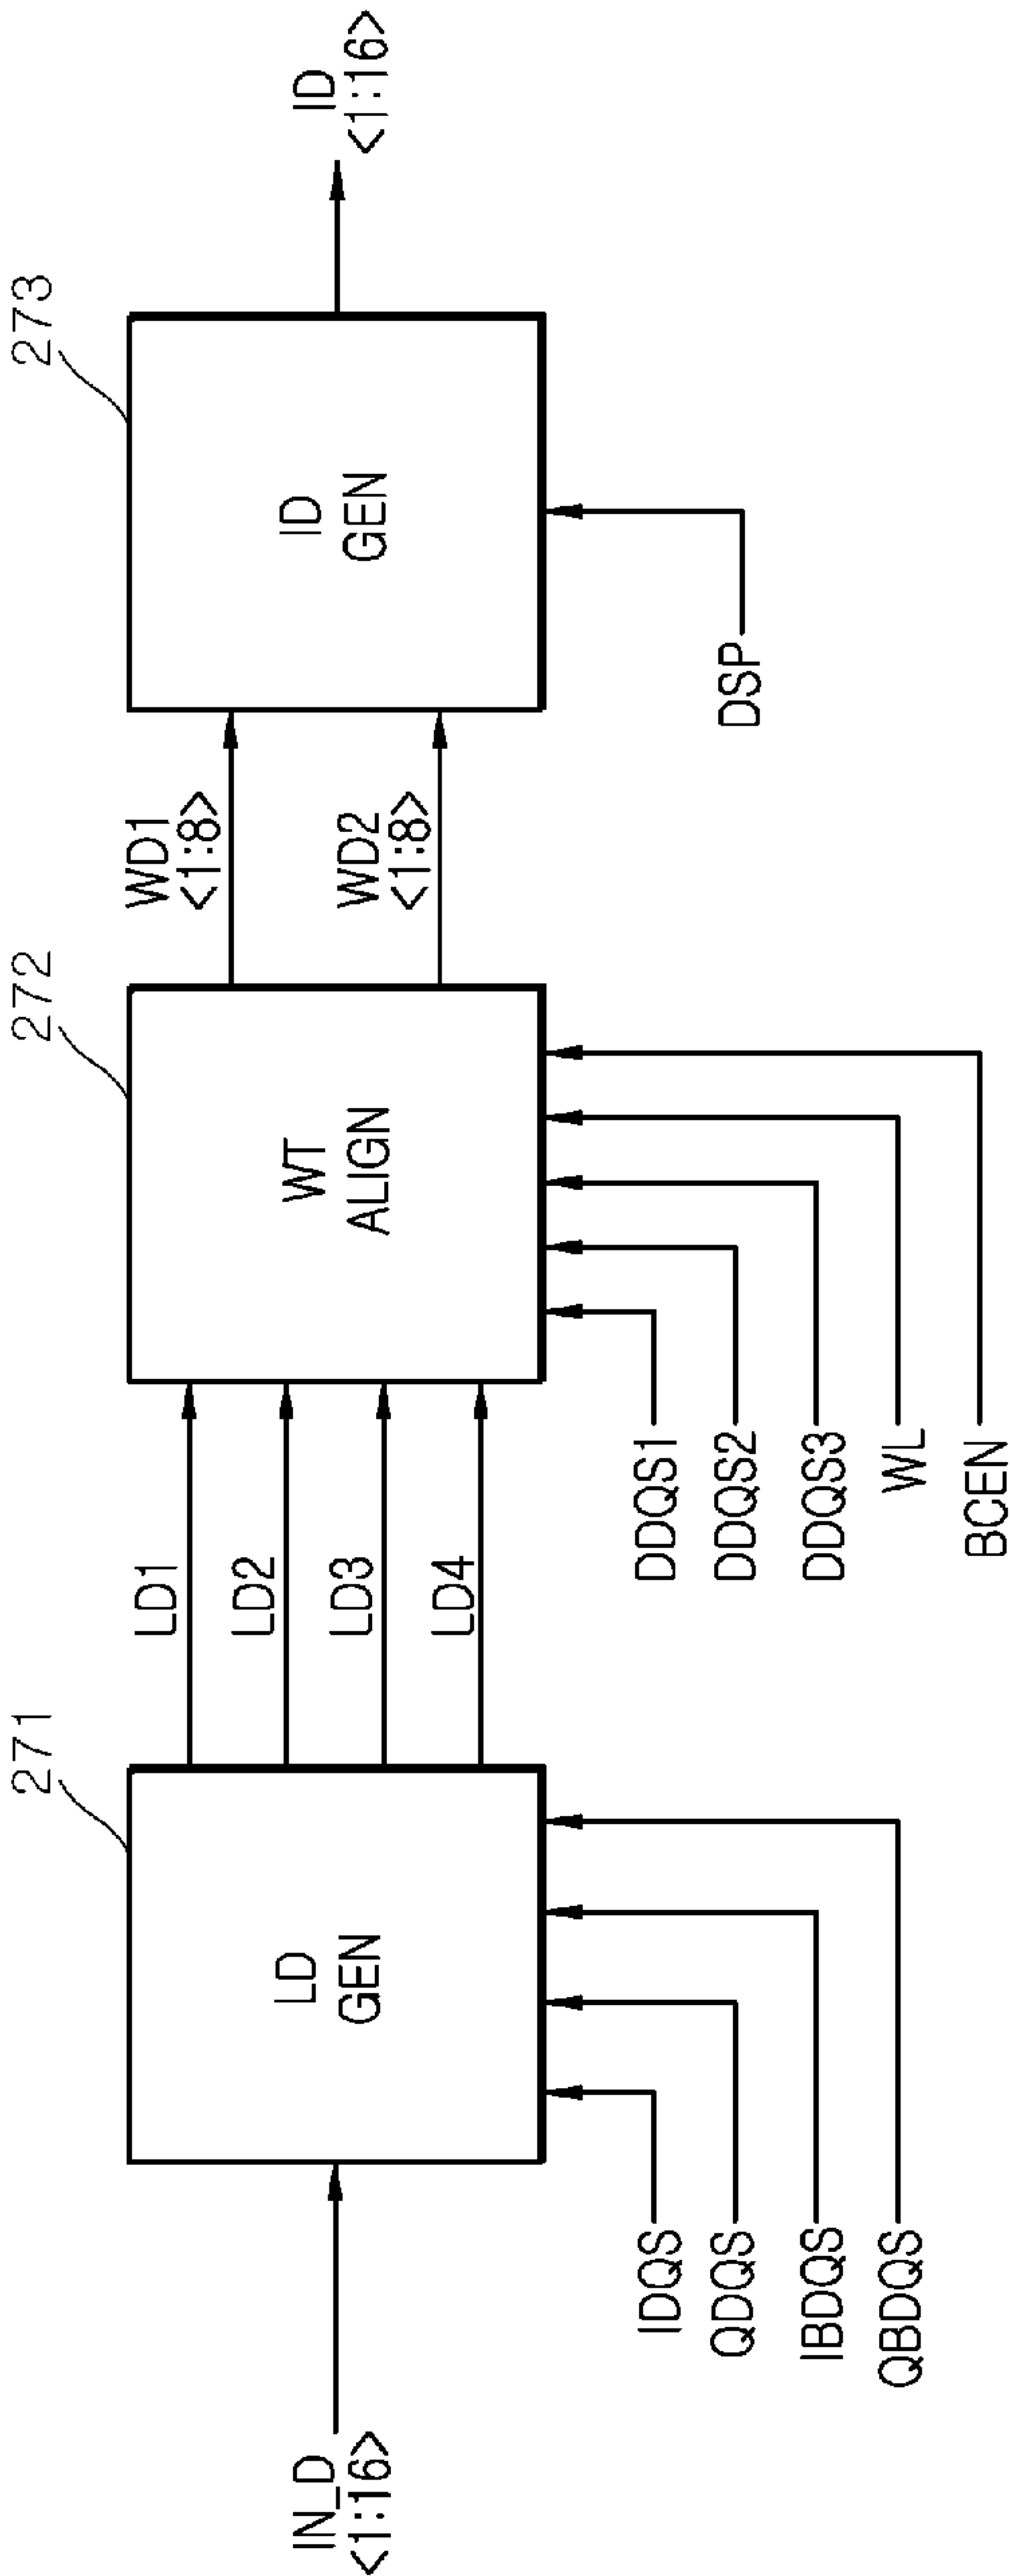 271
272
273
IN_D
<1:16>
LD
GEN
LD1
LD2
LD3
LD4
WT
ALIGN
WD1
<1:8>
WD2
<1:8>
ID
GEN
ID
<1:16>
IDQS
QDQS
IBDQS
QBDQS
DDQS1
DDQS2
DDQS3
WL
BCEN
DSP